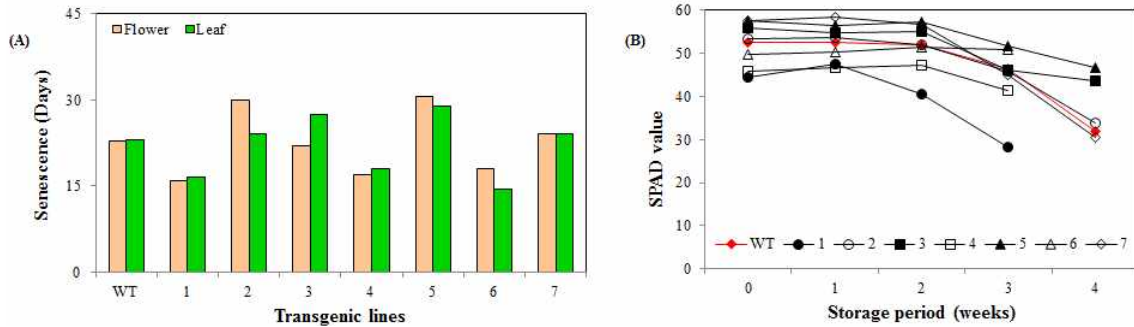 (A)
Flower Leaf
45
30
15
0
Senescence (Days)
WT 1 2 3 4 5 6 7
Transgenic lines
(B)
60
50
40
30
20
10
0
SPAD value
WT 1 2 3 4 5 6 7
0 1 2 3 4
Storage period (weeks)